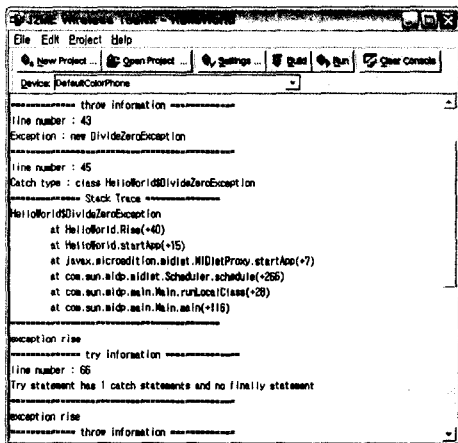 J2ME Wireless Toolkit - HelloWorld
File Edit Project Help
New Project ... Open Project ... Settings ... Build Run Clear Console
Device: DefaultColorPhone
============ throw information ============
line number : 43
Exception : new DivideZeroException
========================================
line number : 45
Catch type : class HelloWorld$DivideZeroException
============= Stack Trace =============
HelloWorld$DivideZeroException
at HelloWorld.Rise(+40)
at HelloWorld.startApp(+15)
at javax.microedition.midlet.MIDletProxy.startApp(+7)
at com.sun.midp.midlet.Scheduler.schedule(+266)
at com.sun.midp.main.Main.runLocalClass(+28)
at com.sun.midp.main.Main.main(+116)
========================================
exception rise
============= try information =============
line number : 66
Try statement has 1 catch statements and no finally statement
========================================
exception rise
============ throw information ============